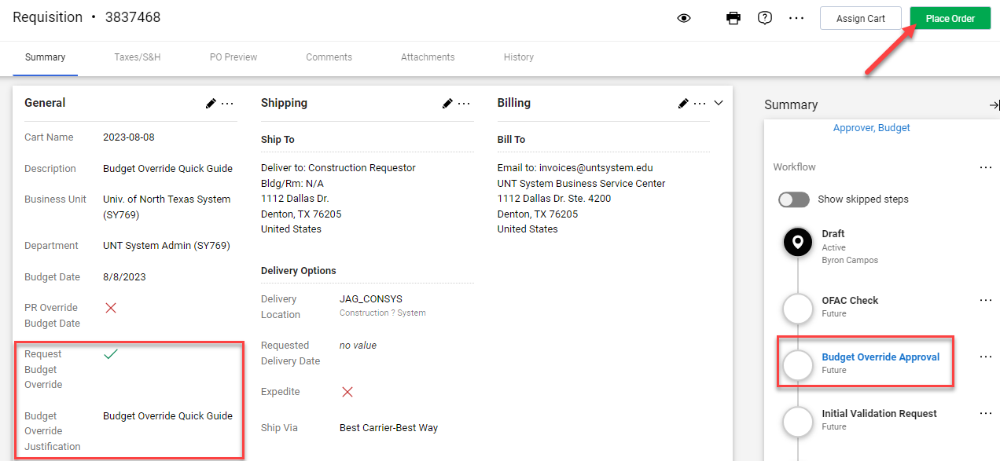 Requisition • 3837468
Assign Cart
Place Order
Summary
Taxes/S&H
PO Preview
Comments
Attachments
History
General
Cart Name
2023-08-08
Description
Budget Override Quick Guide
Business Unit
Univ. of North Texas System
(SY769)
Department
UNT System Admin (SY769)
Budget Date
8/8/2023
PR Override
Budget Date
Request
Budget
Override
Budget
Override
Justification
Budget Override Quick Guide
Shipping
Ship To
Deliver to: Construction Requestor
Bldg/Rm: N/A
1112 Dallas Dr.
Denton, TX 76205
United States
Delivery Options
Delivery
Location
JAG_CONSYS
Construction ? System
Requested
Delivery Date
no value
Expedite
Ship Via
Best Carrier-Best Way
Billing
Bill To
Email to: invoices@untsystem.edu
UNT System Business Service Center
1112 Dallas Dr. Ste. 4200
Denton, TX 76205
United States
Summary
Approver, Budget
Workflow
Show skipped steps
Draft
Active
Byron Campos
OFAC Check
Future
Budget Override Approval
Future
Initial Validation Request
Future